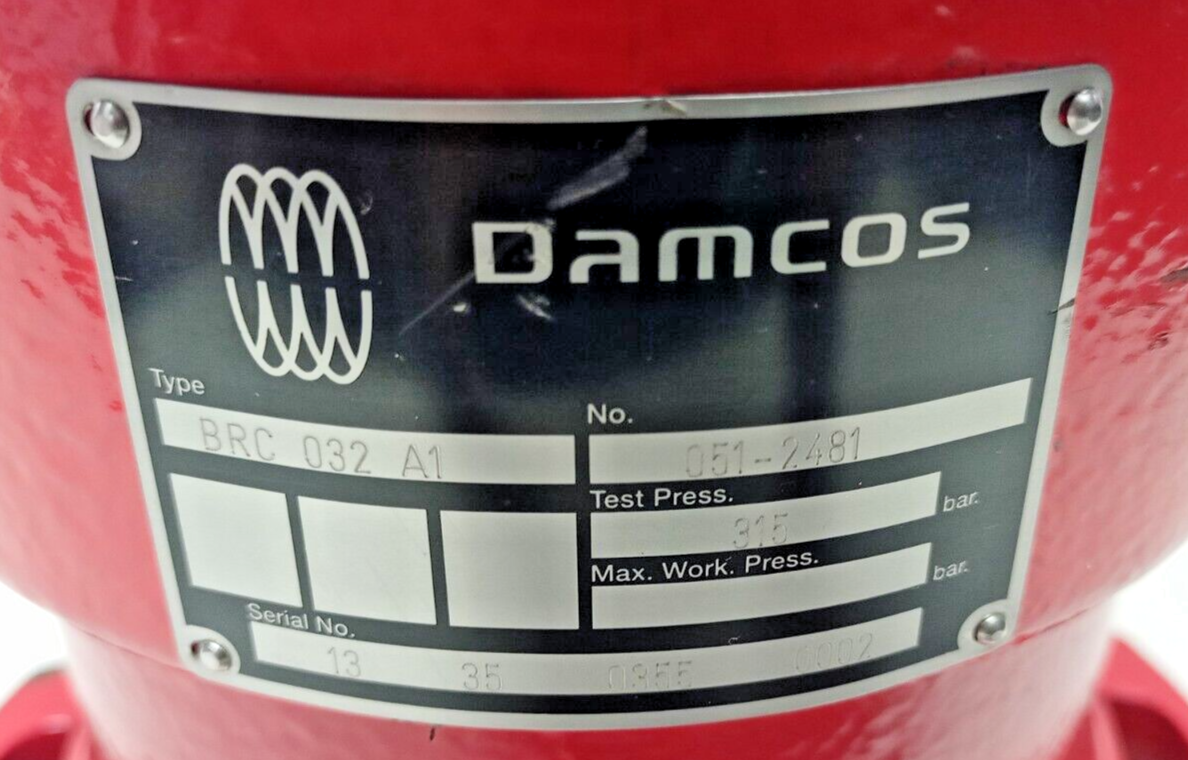 DAMCOS
Type
BRC 032 A1
No.
051-2481
Test Press.
315 bar.
Max. Work. Press.
bar.
Serial No.
13 35 0355 0002